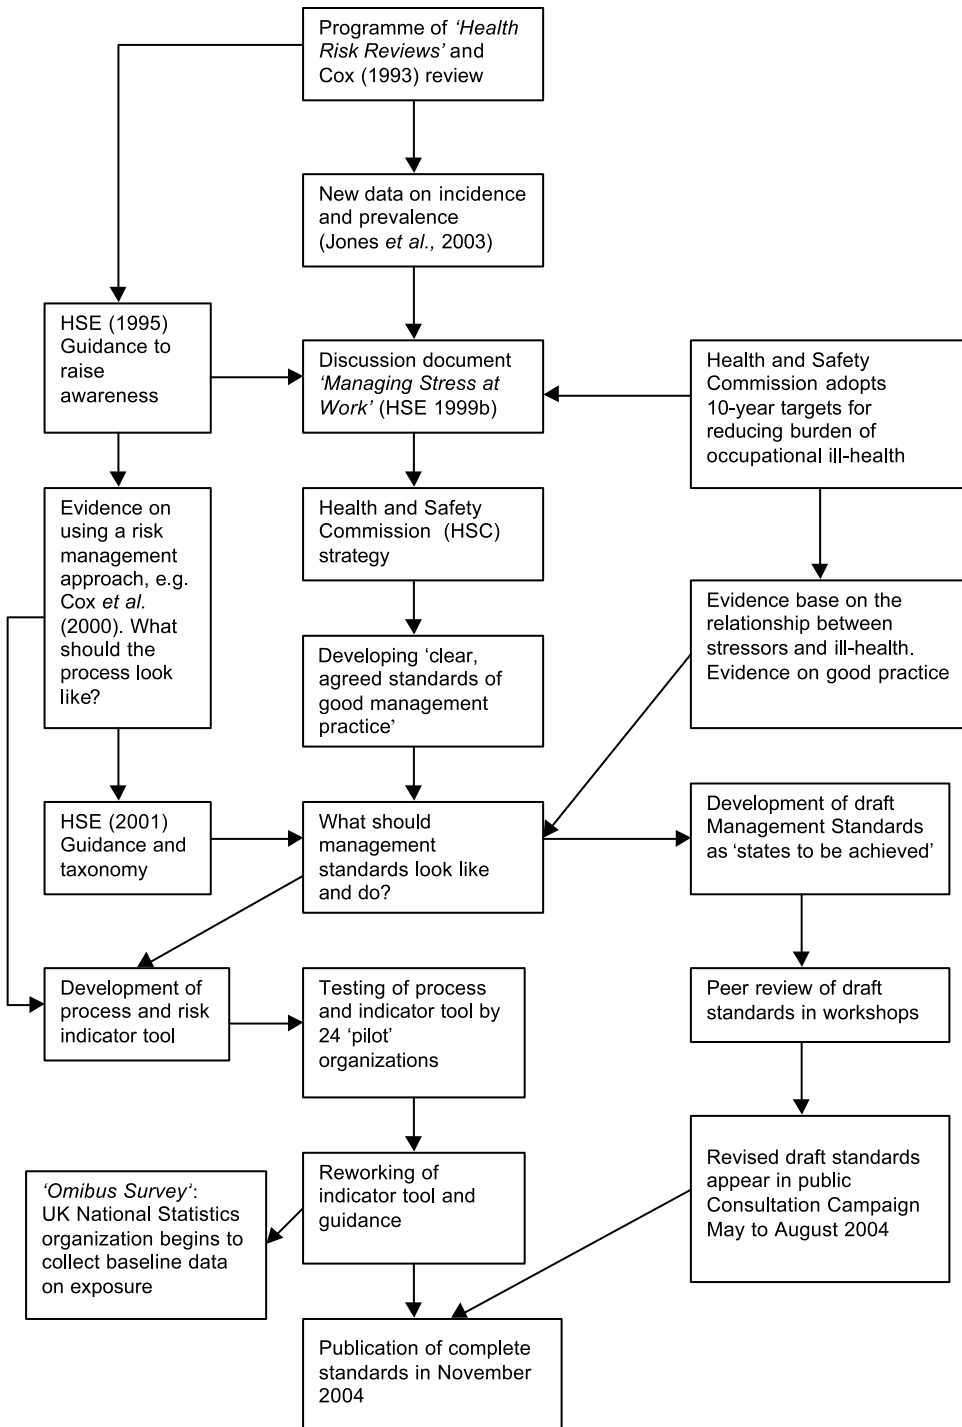 Programme of ‘Health
Risk Reviews’ and
Cox (1993) review
New data on incidence
and prevalence
(Jones et al., 2003)
HSE (1995)
Guidance to
raise
awareness
Discussion document
‘Managing Stress at
Work’ (HSE 1999b)
Health and Safety
Commission adopts
10-year targets for
reducing burden of
occupational ill-health
Evidence on
using a risk
management
approach, e.g.
Cox et al.
(2000). What
should the
process look
like?
Health and Safety
Commission (HSC)
strategy
Evidence base on the
relationship between
stressors and ill-health.
Evidence on good practice
Developing ‘clear,
agreed standards of
good management
practice’
HSE (2001)
Guidance and
taxonomy
What should
management
standards look like
and do?
Development of draft
Management Standards
as ‘states to be achieved’
Development of
process and risk
indicator tool
Testing of process
and indicator tool by
24 ‘pilot’
organizations
Peer review of draft
standards in workshops
‘Omibus Survey’:
UK National Statistics
organization begins to
collect baseline data
on exposure
Reworking of
indicator tool and
guidance
Revised draft standards
appear in public
Consultation Campaign
May to August 2004
Publication of complete
standards in November
2004